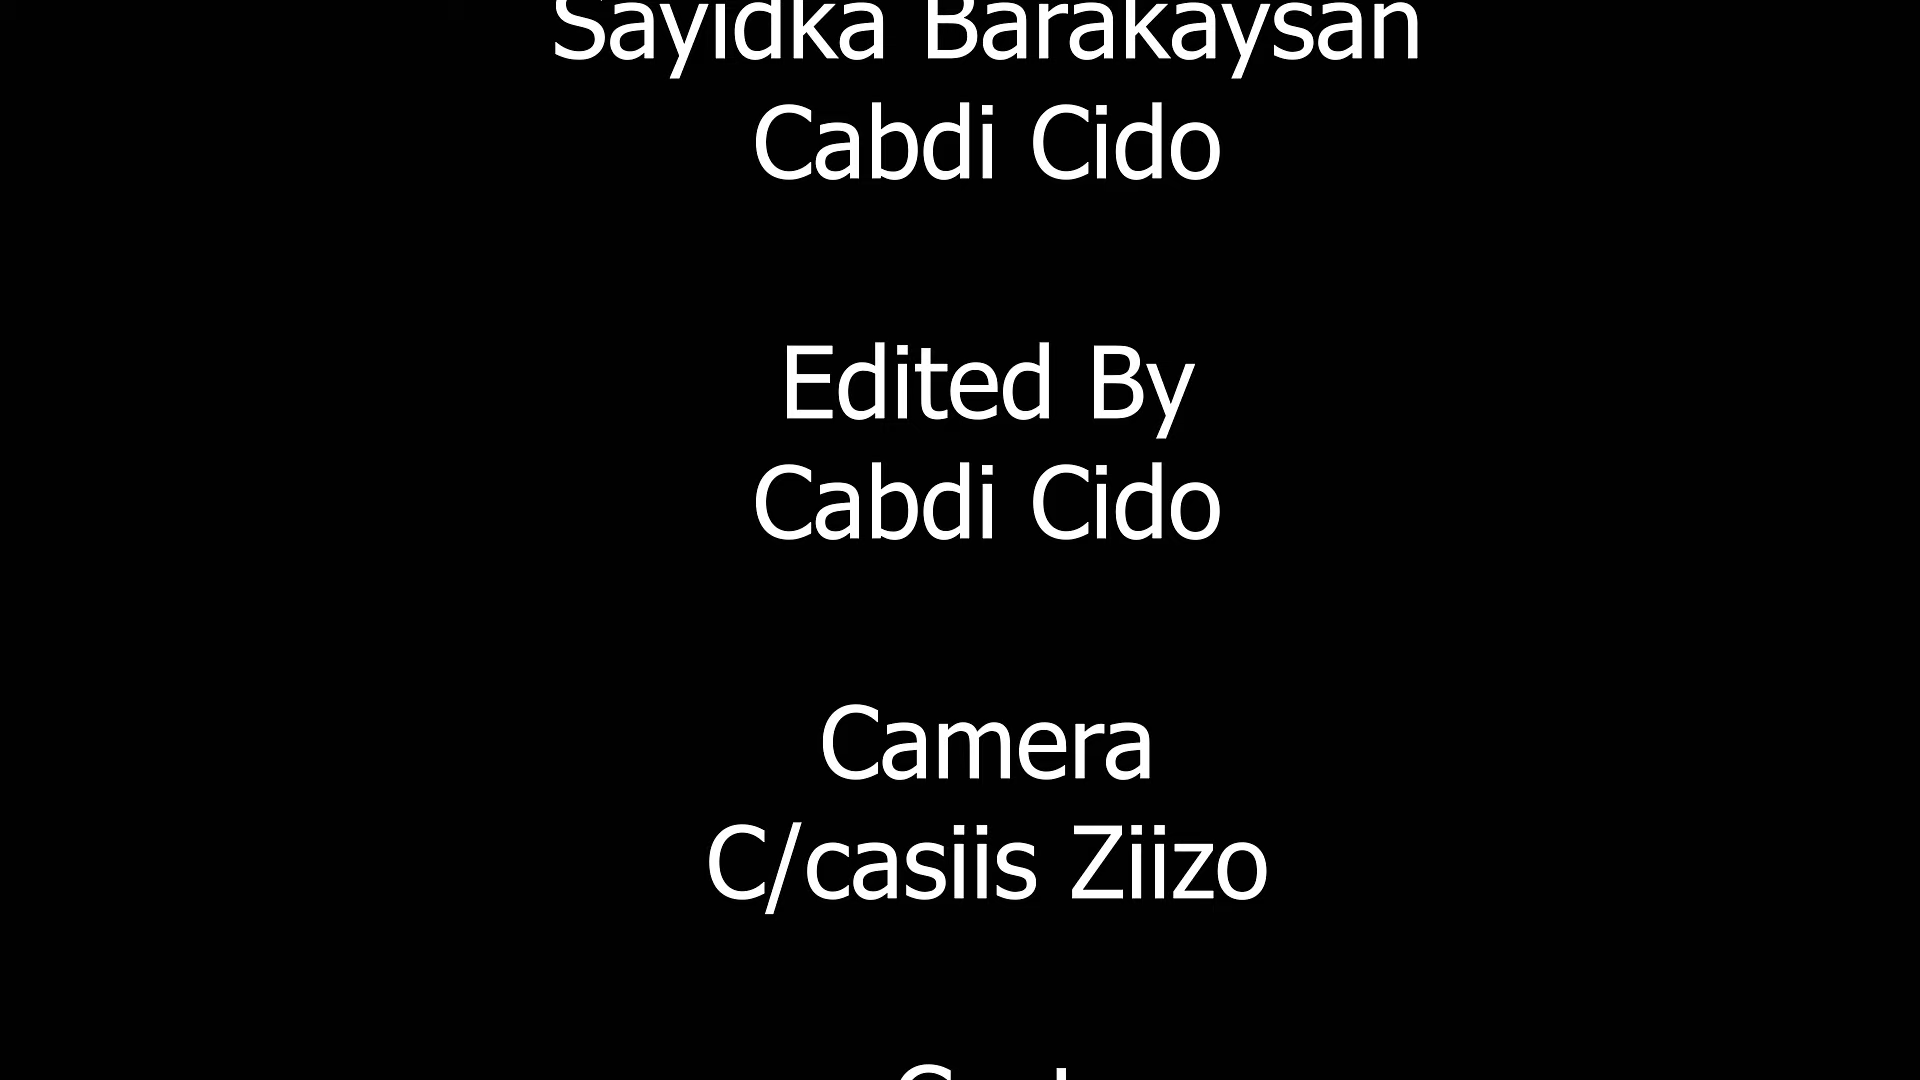 Sayidka Barakaysan
Cabdi Cido
Edited By
Cabdi Cido
Camera
C/casiis Ziizo